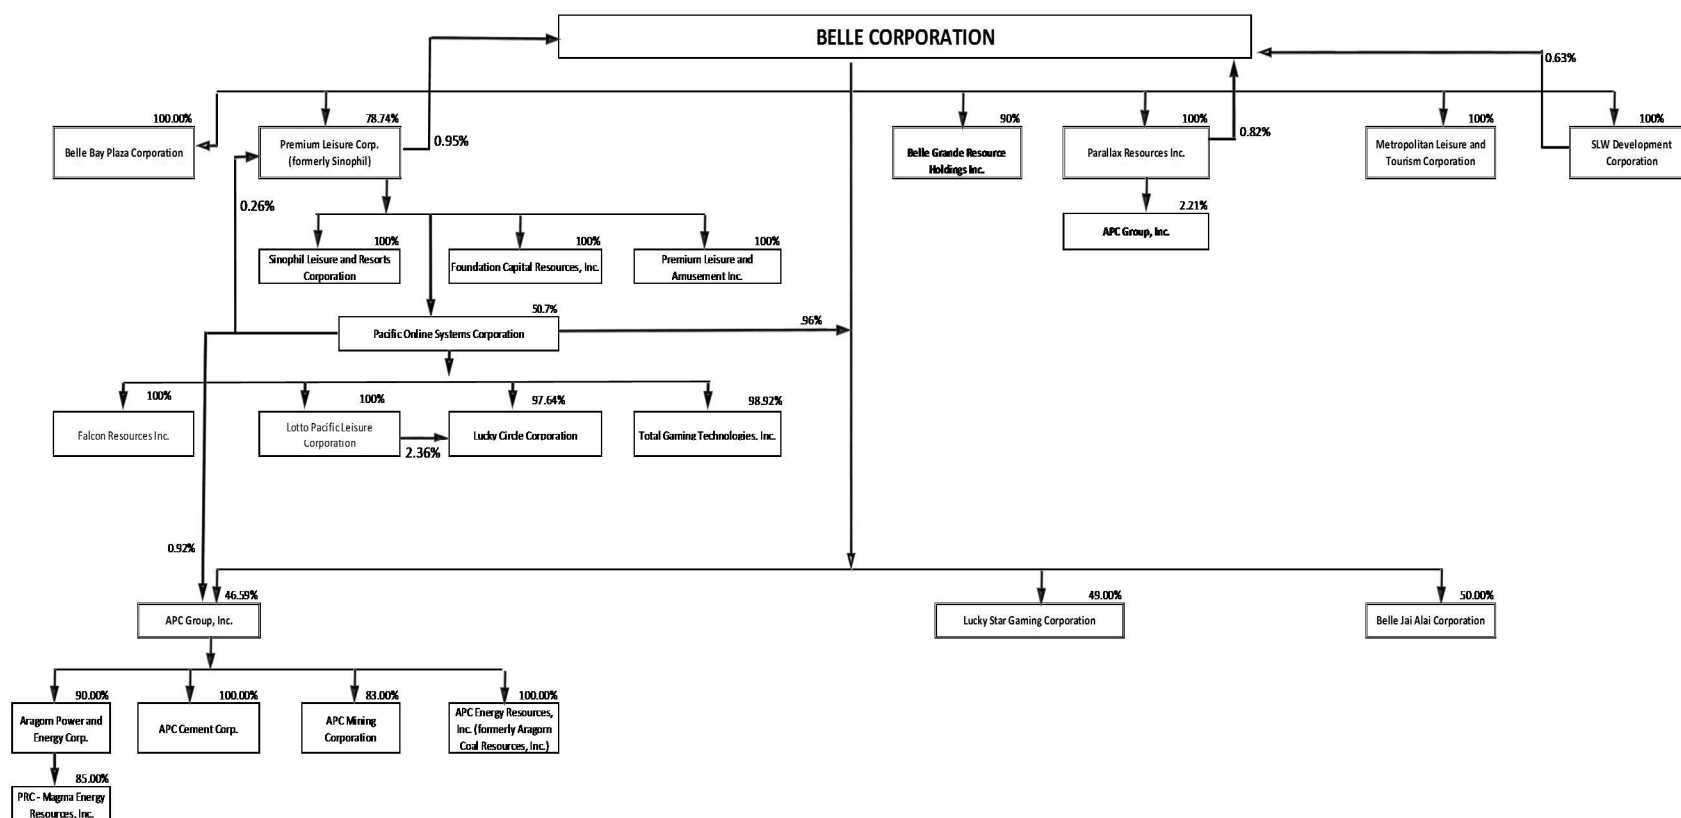 BELLE CORPORATION
0.63%
100.00%
78.74%
90%
100%
100%
100%
Belle Bay Plaza Corporation
Premium Leisure Corp.
(formerly Sinophil)
0.95%
Belle Grande Resource
Holdings Inc.
Parallax Resources Inc.
0.82%
Metropolitan Leisure and
Tourism Corporation
SLW Development
Corporation
0.26%
2.21%
APC Group, Inc.
100%
100%
100%
Sinophil Leisure and Resorts
Corporation
Foundation Capital Resources, Inc.
Premium Leisure and
Amusement Inc.
50.7%
Pacific Online Systems Corporation
.96%
100%
100%
97.64%
98.92%
Falcon Resources Inc.
Lotto Pacific Leisure
Corporation
2.36%
Lucky Circle Corporation
Total Gaming Technologies, Inc.
0.92%
46.59%
49.00%
50.00%
APC Group, Inc.
Lucky Star Gaming Corporation
Belle Jai Alai Corporation
90.00%
100.00%
83.00%
100.00%
Aragorn Power and
Energy Corp.
APC Cement Corp.
APC Mining
Corporation
APC Energy Resources,
Inc. (formerly Aragorn
Coal Resources, Inc.)
85.00%
PRC - Magma Energy
Resources, Inc.